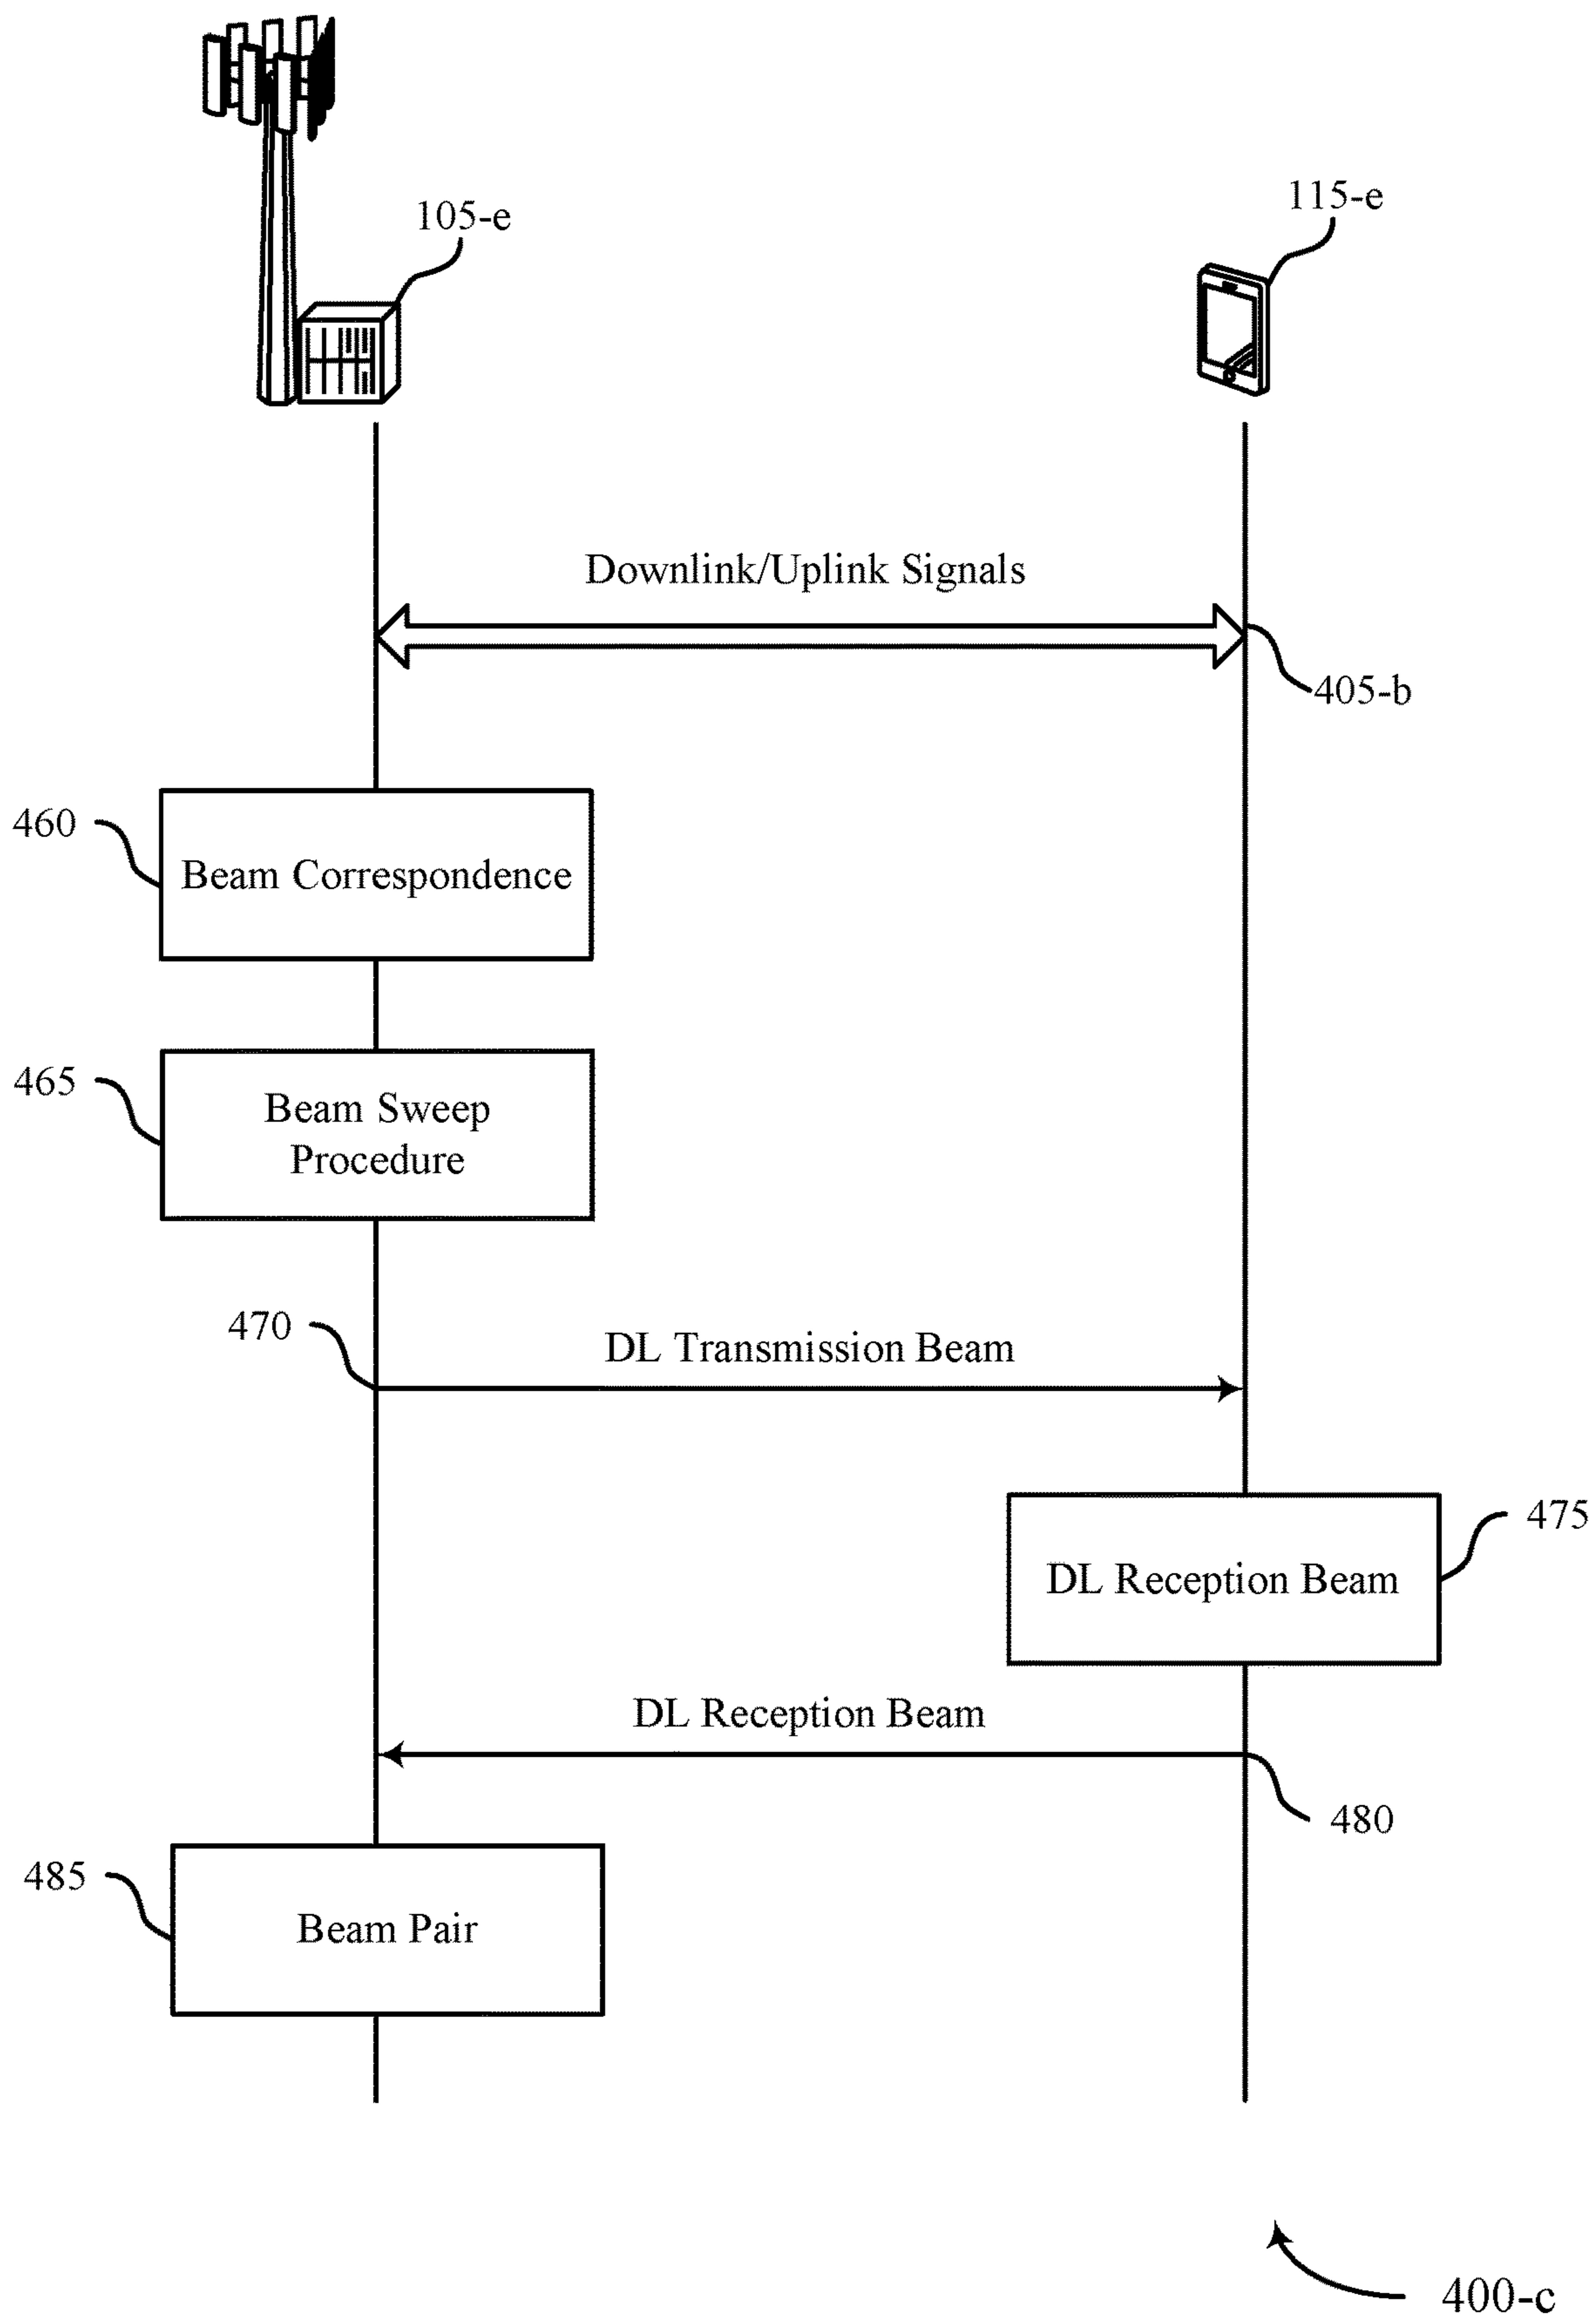 105-e
115-e
Downlink/Uplink Signals
405-b
460
Beam Correspondence
465
Beam Sweep
Procedure
470
DL Transmission Beam
475
DL Reception Beam
DL Reception Beam
480
485
Beam Pair
400-c